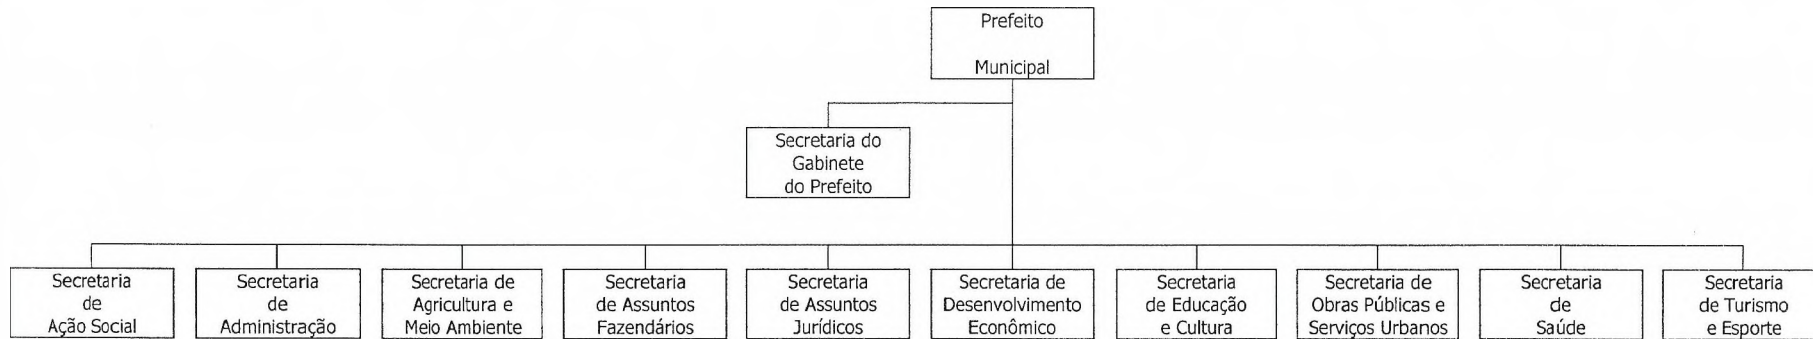 Prefeito
Municipal
Secretaria do
Gabinete
do Prefeito
Secretaria
de
Ação Social
Secretaria
de
Administração
Secretaria de
Agricultura e
Meio Ambiente
Secretaria
de Assuntos
Fazendários
Secretaria
de Assuntos
Jurídicos
Secretaria de
Desenvolvimento
Econômico
Secretaria
de Educação
e Cultura
Secretaria de
Obras Públicas e
Serviços Urbanos
Secretaria
de
Saúde
Secretaria
de Turismo
e Esporte